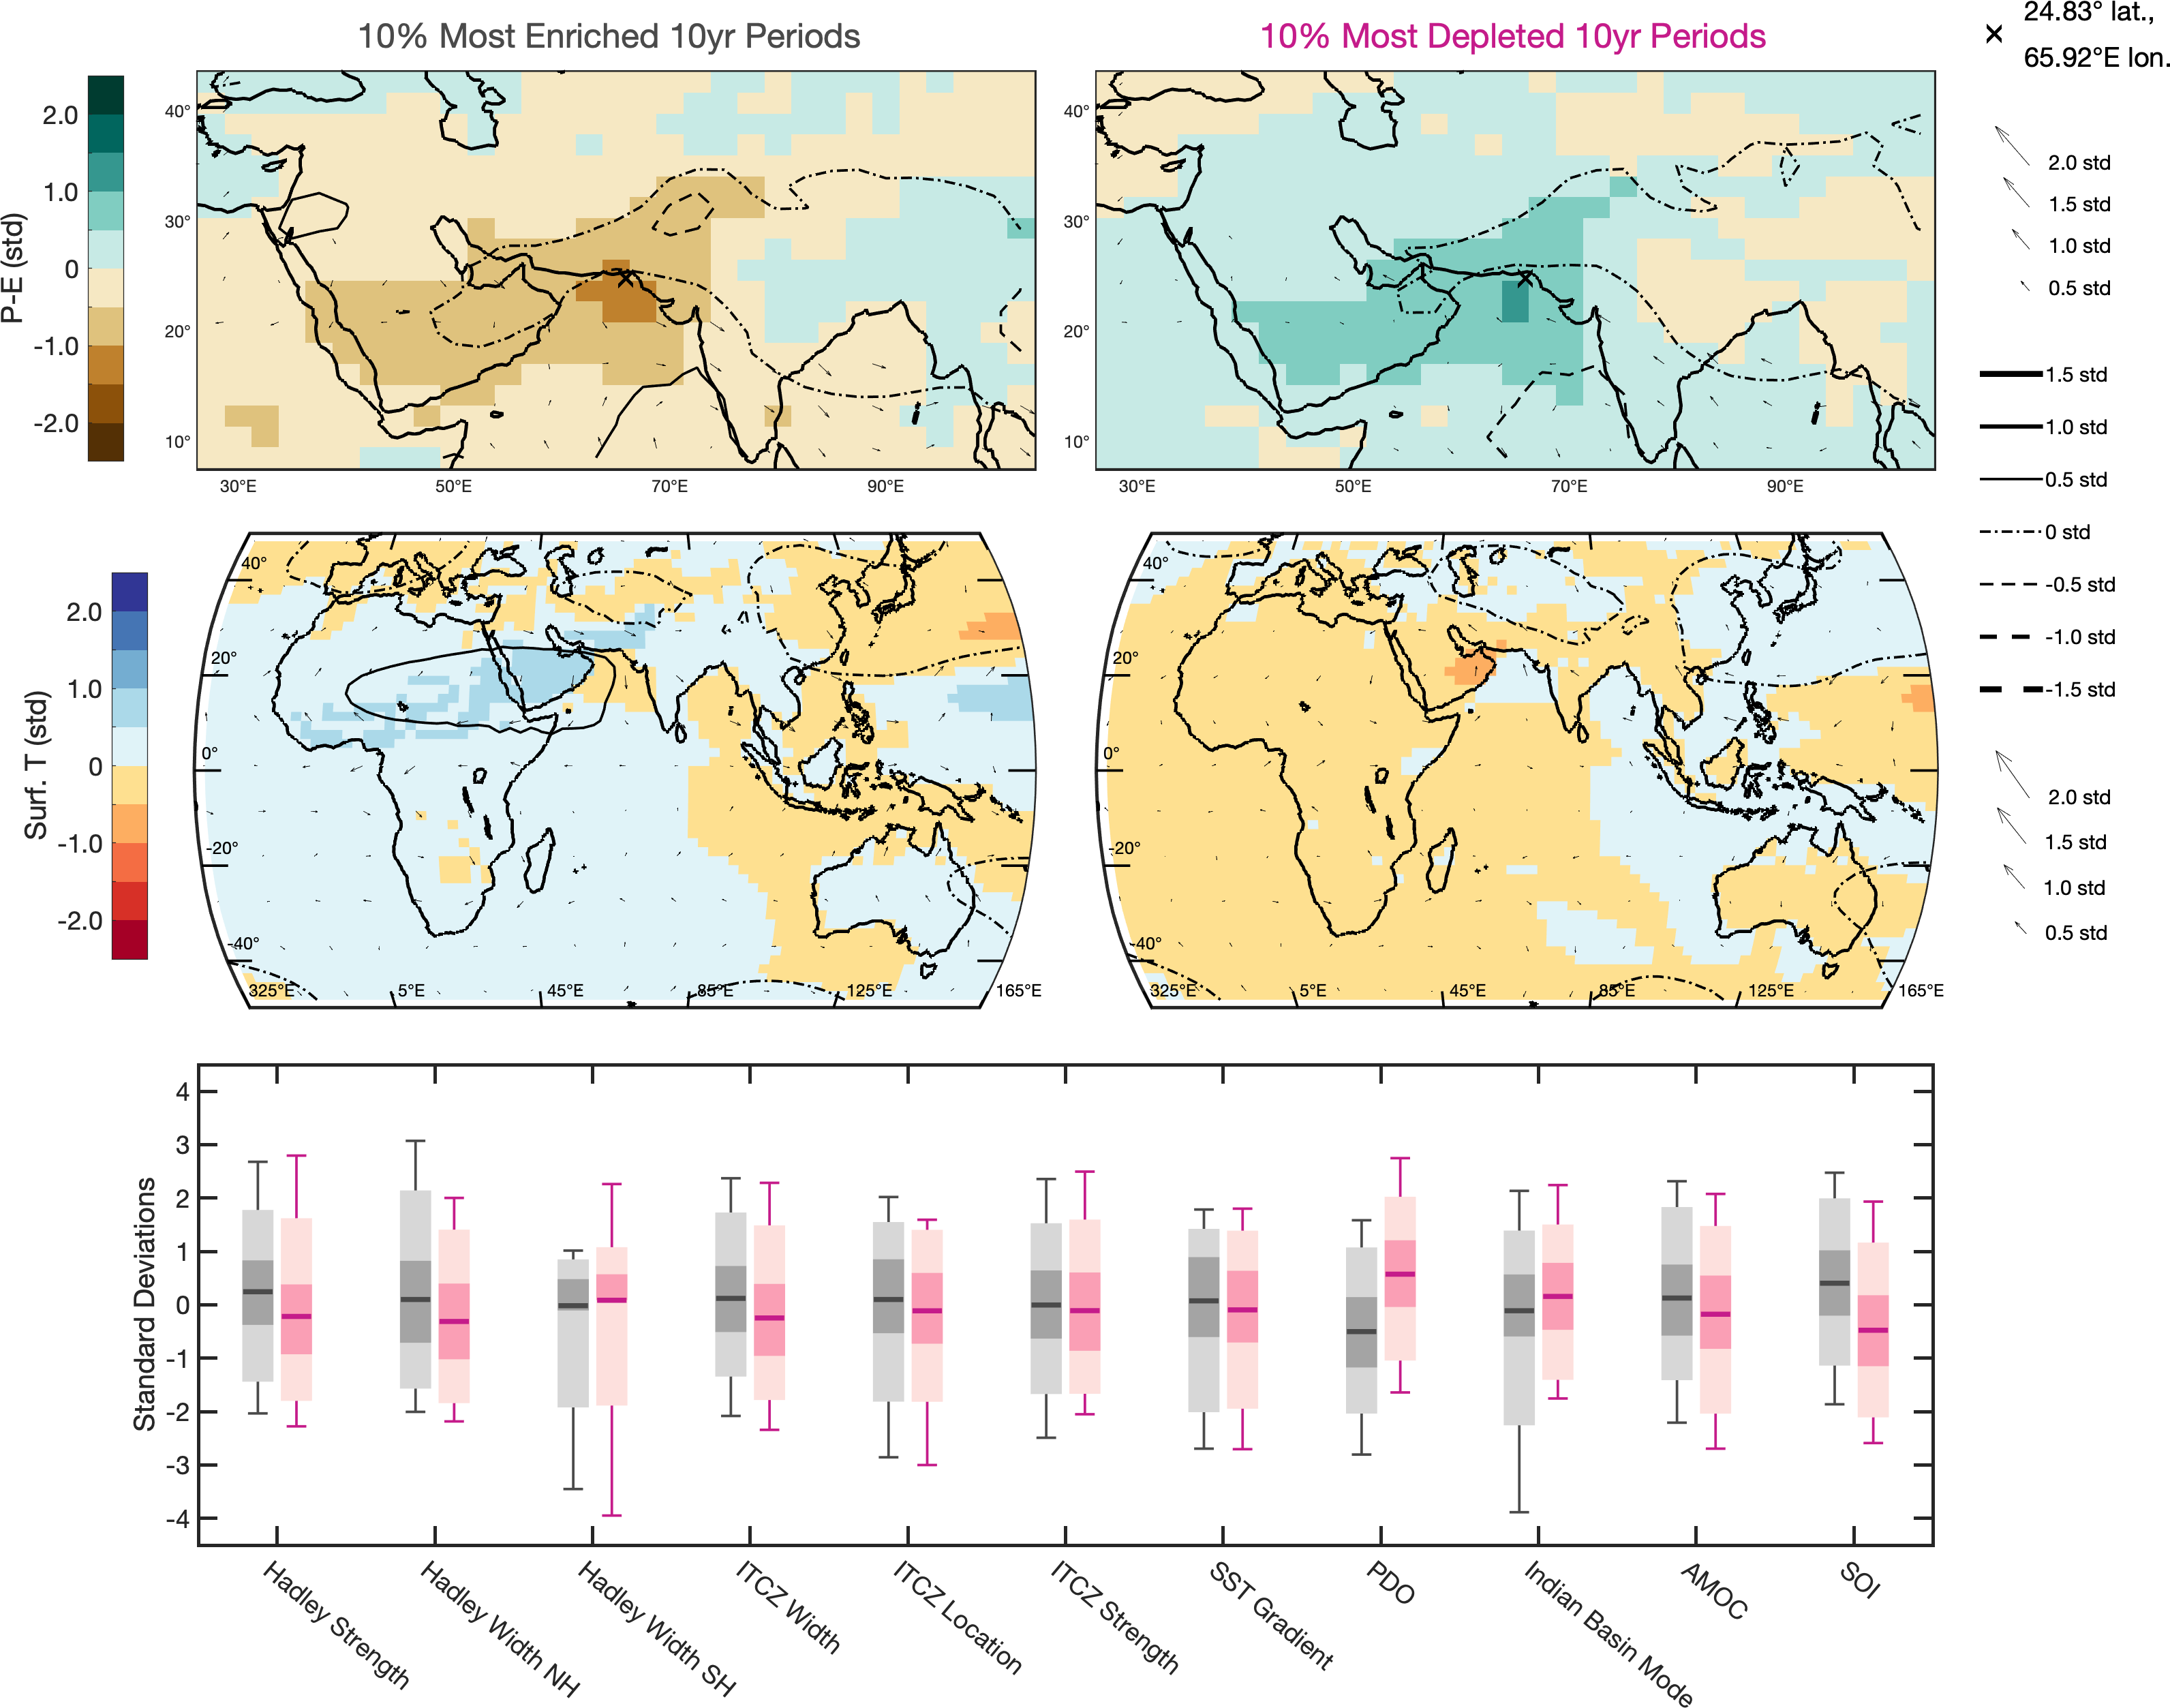 10% Most Enriched 10yr Periods
10% Most Depleted 10yr Periods
24.83° lat.,
65.92°E lon.
P-E (std)
2.0
1.0
0
-1.0
-2.0
40°
30°
20°
10°
30°E 50°E 70°E 90°E
40°
30°
20°
10°
30°E 50°E 70°E 90°E
2.0 std
1.5 std
1.0 std
0.5 std
1.5 std
1.0 std
0.5 std
0 std
-0.5 std
-1.0 std
-1.5 std
Surf. T (std)
2.0
1.0
0
-1.0
-2.0
40°
20°
0°
-20°
-40°
325°E 5°E 45°E 85°E 125°E 165°E
40°
20°
0°
-20°
-40°
325°E 5°E 45°E 85°E 125°E 165°E
2.0 std
1.5 std
1.0 std
0.5 std
Standard Deviations
4
3
2
1
0
-1
-2
-3
-4
Hadley Strength
Hadley Width NH
Hadley Width SH
ITCZ Width
ITCZ Location
ITCZ Strength
SST Gradient
PDO
Indian Basin Mode
AMOC
SOI